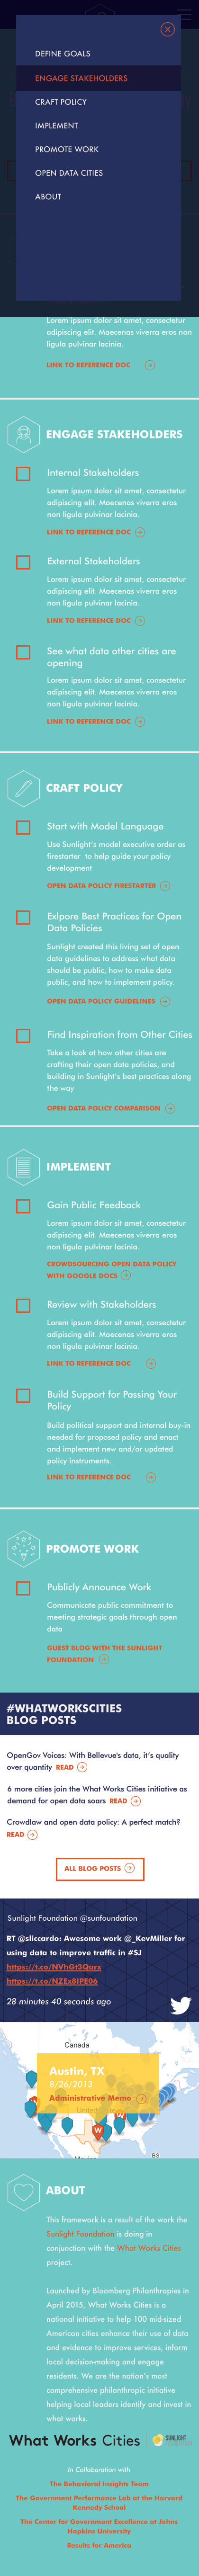 DEFINE GOALS
ENGAGE STAKEHOLDERS
CRAFT POLICY
IMPLEMENT
PROMOTE WORK
OPEN DATA CITIES
ABOUT
Lorem ipsum dolor sit amet, consectetur
adipiscing elit. Maecenas viverra eros non
ligula pulvinar lacinia.
LINK TO REFERENCE DOC
ENGAGE STAKEHOLDERS
Internal Stakeholders
Lorem ipsum dolor sit amet, consectetur
adipiscing elit. Maecenas viverra eros
non ligula pulvinar lacinia.
LINK TO REFERENCE DOC
External Stakeholders
Lorem ipsum dolor sit amet, consectetur
adipiscing elit. Maecenas viverra eros
non ligula pulvinar lacinia.
LINK TO REFERENCE DOC
See what data other cities are
opening
Lorem ipsum dolor sit amet, consectetur
adipiscing elit. Maecenas viverra eros
non ligula pulvinar lacinia.
LINK TO REFERENCE DOC
CRAFT POLICY
Start with Model Language
Use Sunlight's model executive order as
firestarter to help guide your policy
development
OPEN DATA POLICY FIRESTARTER
Exlpore Best Practices for Open
Data Policies
Sunlight created this living set of open
data guidelines to address what data
should be public, how to make data
public, and how to implement policy.
OPEN DATA POLICY GUIDELINES
Find Inspiration from Other Cities
Take a look at how other cities are
crafting their open data policies, and
building in Sunlight's best practices along
the way
OPEN DATA POLICY COMPARISON
IMPLEMENT
Gain Public Feedback
Lorem ipsum dolor sit amet, consectetur
adipiscing elit. Maecenas viverra eros
non ligula pulvinar lacinia.
CROWDSOURCING OPEN DATA POLICY
WITH GOOGLE DOCS
Review with Stakeholders
Lorem ipsum dolor sit amet, consectetur
adipiscing elit. Maecenas viverra eros
non ligula pulvinar lacinia.
LINK TO REFERENCE DOC
Build Support for Passing Your
Policy
Build political support and internal buy-in
needed for proposed policy and enact
and implement new and/or updated
policy instruments.
LINK TO REFERENCE DOC
PROMOTE WORK
Publicly Announce Work
Communicate public commitment to
meeting strategic goals through open
data
GUEST BLOG WITH THE SUNLIGHT
FOUNDATION
#WHATWORKSCITIES
BLOG POSTS
OpenGov Voices: With Bellevue's data, it's quality
over quantity READ
6 more cities join the What Works Cities initiative as
demand for open data soars READ
Crowdlaw and open data policy: A perfect match?
READ
ALL BLOG POSTS
Sunlight Foundation @sunfoundation
RT @sliccardo: Awesome work @_KevMiller for
using data to improve traffic in #SJ
https://t.co/NVhGt3Qurx
https://t.co/NZEx8IPE06
28 minutes 40 seconds ago
Canada
Austin, TX
8/26/2013
Administrative Memo
United
W
W
Mexico
BS
ABOUT
This framework is a result of the work the
Sunlight Foundation is doing in
conjunction with the What Works Cities
project.
Launched by Bloomberg Philanthropies in
April 2015, What Works Cities is a
national initiative to help 100 mid-sized
American cities enhance their use of data
and evidence to improve services, inform
local decision-making and engage
residents. We are the nation's most
comprehensive philanthropic initiative
helping local leaders identify and invest in
what works.
What Works Cities
SUNLIGHT
In Collaboration with
The Behavioral Insights Team
The Government Performance Lab at the Harvard
Kennedy School
The Center for Government Excellence at Johns
Hopkins University
Results for America